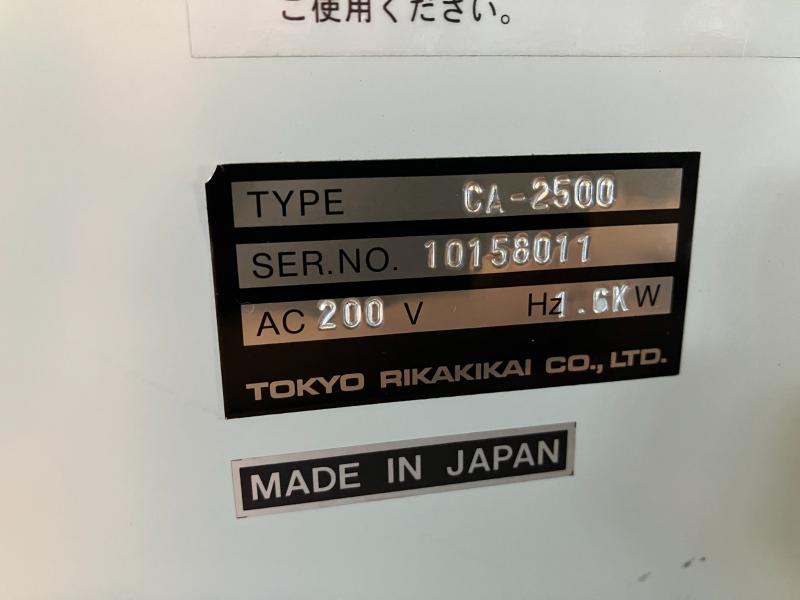 ご使用ください。
TYPE CA-2500
SER.NO. 10158011
AC 200 V Hz 1.6K W
TOKYO RIKAKIKAI CO., LTD.
MADE IN JAPAN